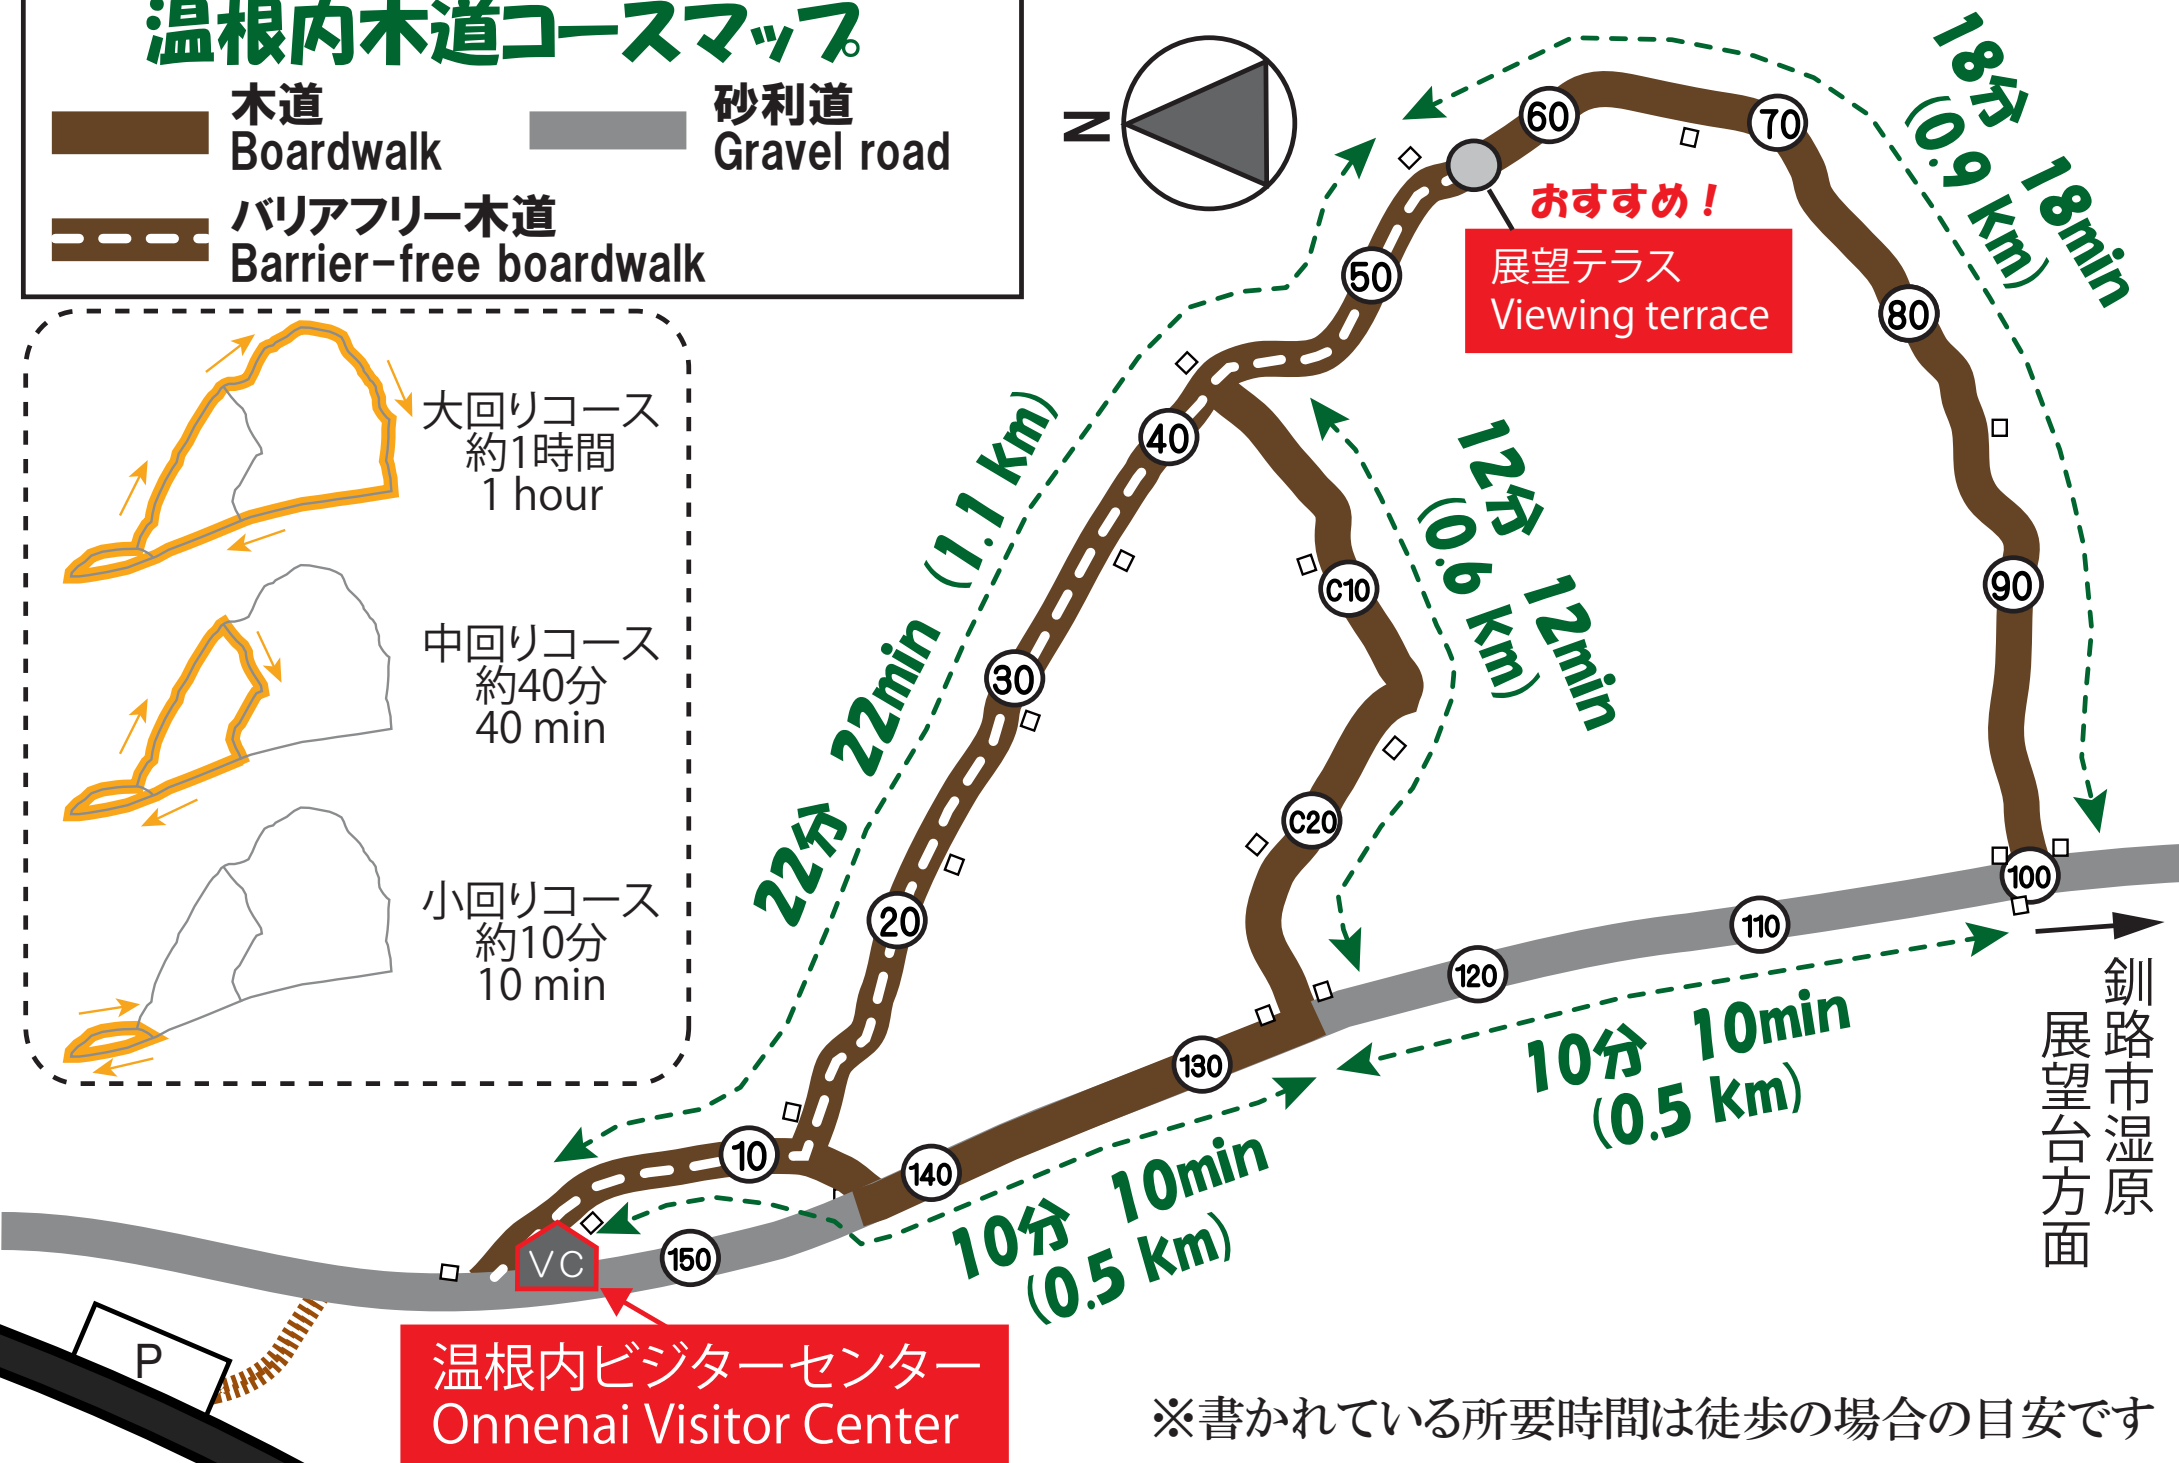 温根内木道コースマップ
木道
Boardwalk
砂利道
Gravel road
バリアフリー木道
Barrier-free boardwalk
N
大回りコース
約1時間
1 hour
中回りコース
約40分
40 min
小回りコース
約10分
10 min
18分 18min
(0.9 km)
おすすめ！
展望テラス
Viewing terrace
22分 22min (1.1 km)
12分 12min
(0.6 km)
10分 10min
(0.5 km)
10分 10min
(0.5 km)
10
20
30
40
50
60
70
80
90
100
110
120
130
140
150
C10
C20
釧路市湿原
展望台方面
VC
P
温根内ビジターセンター
Onnenai Visitor Center
※書かれている所要時間は徒歩の場合の目安です